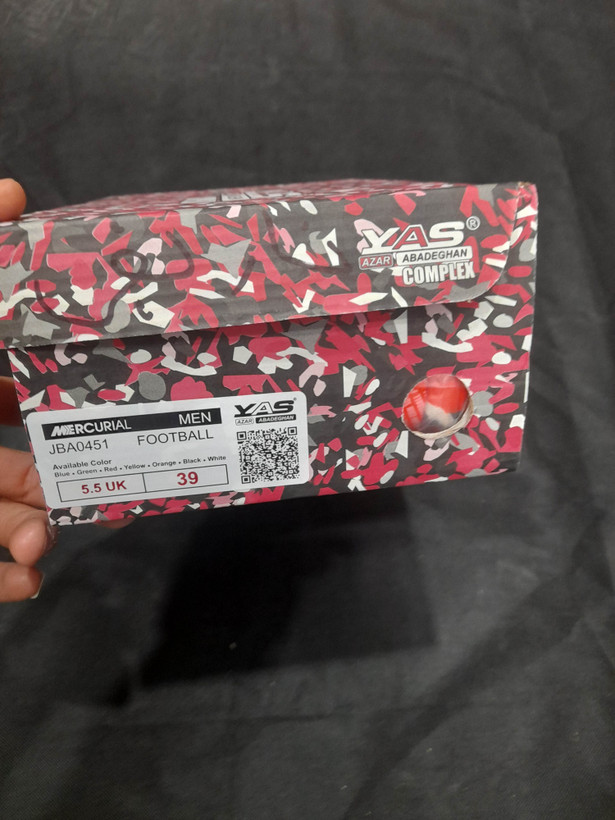 YAS®
AZAR ABADEGHAN
COMPLEX
MERCURIAL MEN
JBA0451 FOOTBALL
Available Color
Blue • Green • Red • Yellow • Orange • Black • White
5.5 UK 39
YAS®
AZAR ABADEGHAN